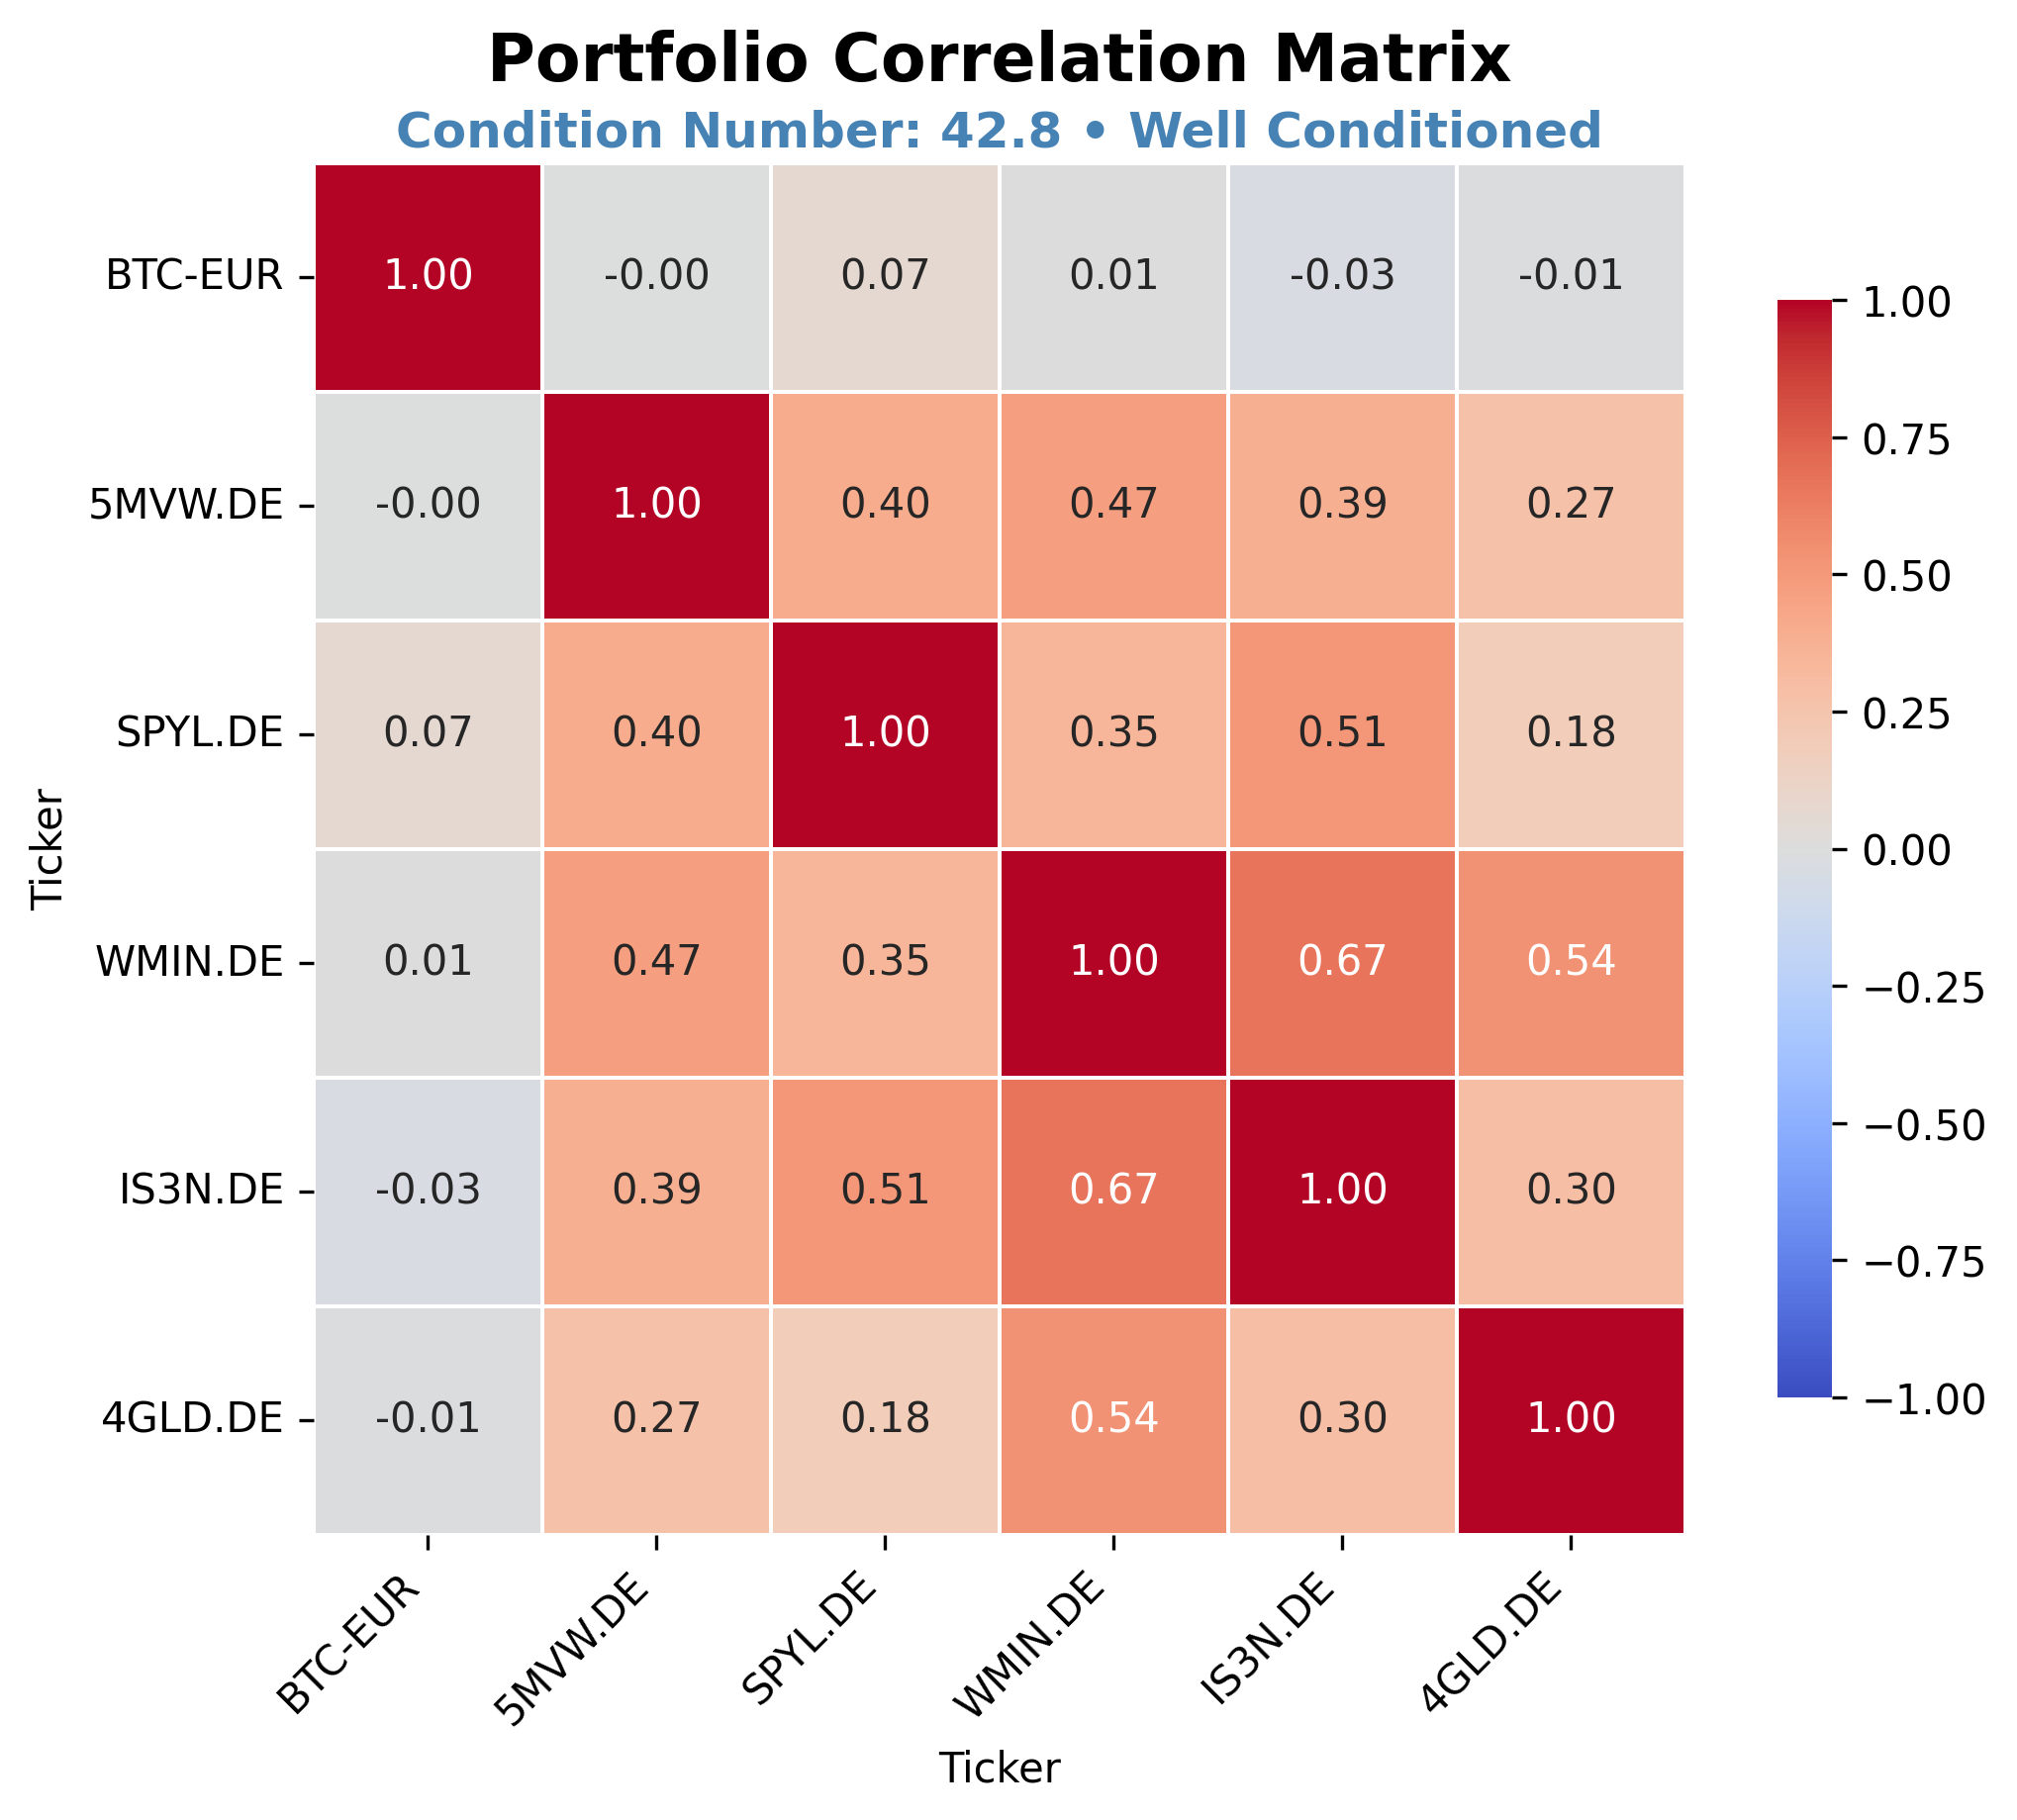 Portfolio Correlation Matrix
Condition Number: 42.8 • Well Conditioned
BTC-EUR 1.00 -0.00 0.07 0.01 -0.03 -0.01
5MVW.DE -0.00 1.00 0.40 0.47 0.39 0.27
SPYL.DE 0.07 0.40 1.00 0.35 0.51 0.18
WMIN.DE 0.01 0.47 0.35 1.00 0.67 0.54
IS3N.DE -0.03 0.39 0.51 0.67 1.00 0.30
4GLD.DE -0.01 0.27 0.18 0.54 0.30 1.00
Ticker
BTC-EUR 5MVW.DE SPYL.DE WMIN.DE IS3N.DE 4GLD.DE
Ticker
1.00
0.75
0.50
0.25
0.00
−0.25
−0.50
−0.75
−1.00